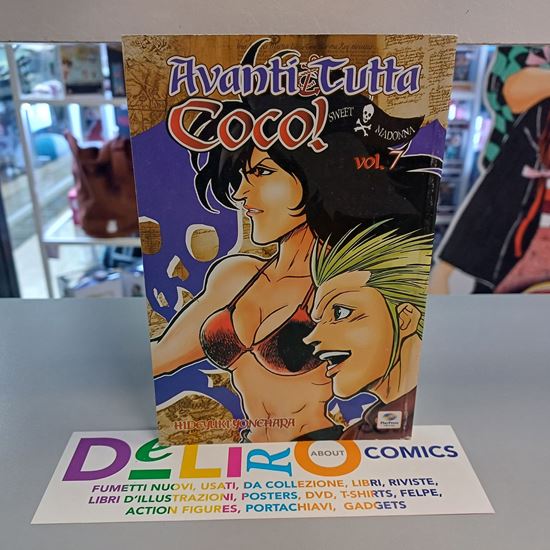 Avanti Tutta
Coco!
SWEET MADONNA
vol. 7
HIDEYUKI YONEHARA
DéLiRO ABOUT COMICS
FUMETTI NUOVI, USATI, DA COLLEZIONE, LIBRI, RIVISTE,
LIBRI D'ILLUSTRAZIONI, POSTERS, DVD, T-SHIRTS, FELPE,
ACTION FIGURES, PORTACHIAVI, GADGETS